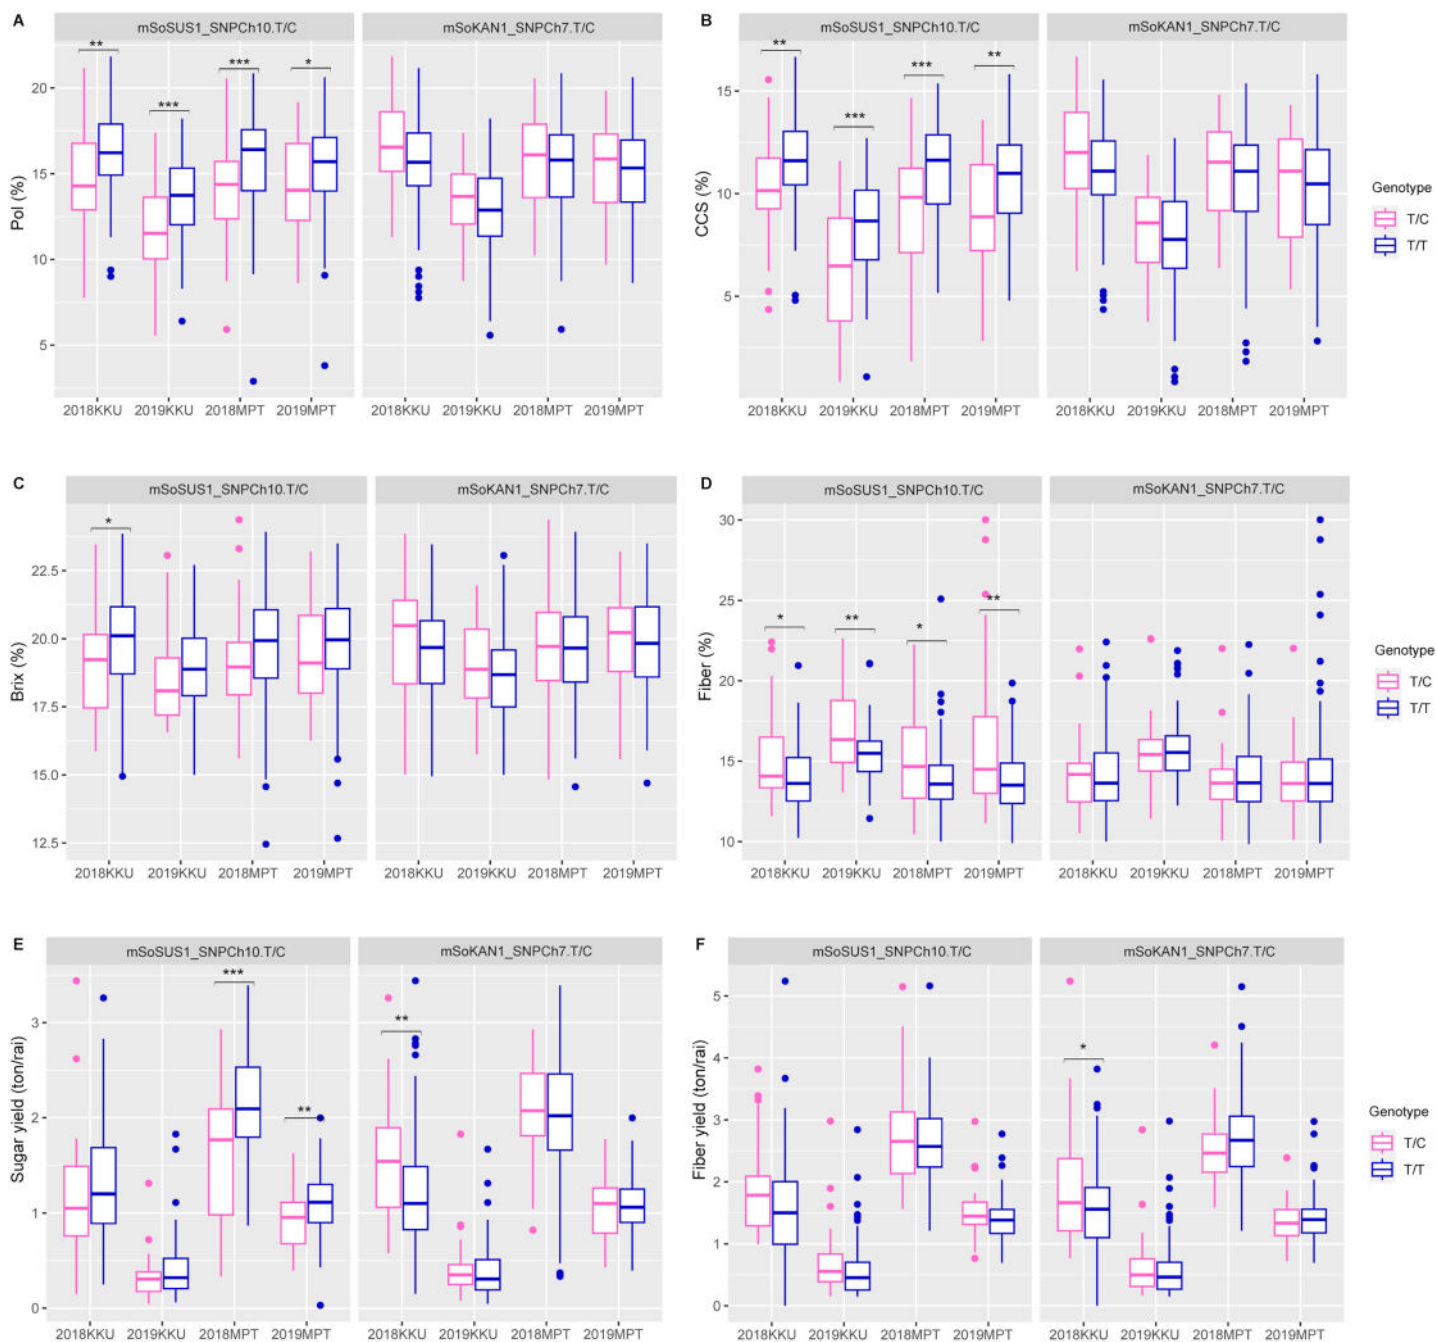 A
mSoSUS1_SNPCh10.T/C
mSoKAN1_SNPCh7.T/C
**
***
***
*
Pol (%)
20
15
10
5
2018KKU 2019KKU 2018MPT 2019MPT
2018KKU 2019KKU 2018MPT 2019MPT
B
mSoSUS1_SNPCh10.T/C
mSoKAN1_SNPCh7.T/C
**
***
***
**
CCS (%)
15
10
5
2018KKU 2019KKU 2018MPT 2019MPT
2018KKU 2019KKU 2018MPT 2019MPT
Genotype
T/C
T/T
C
mSoSUS1_SNPCh10.T/C
mSoKAN1_SNPCh7.T/C
*
Brix (%)
22.5
20.0
17.5
15.0
12.5
2018KKU 2019KKU 2018MPT 2019MPT
2018KKU 2019KKU 2018MPT 2019MPT
D
mSoSUS1_SNPCh10.T/C
mSoKAN1_SNPCh7.T/C
*
**
*
**
Fiber (%)
30
25
20
15
10
2018KKU 2019KKU 2018MPT 2019MPT
2018KKU 2019KKU 2018MPT 2019MPT
Genotype
T/C
T/T
E
mSoSUS1_SNPCh10.T/C
mSoKAN1_SNPCh7.T/C
***
**
**
Sugar yield (ton/rai)
3
2
1
0
2018KKU 2019KKU 2018MPT 2019MPT
2018KKU 2019KKU 2018MPT 2019MPT
F
mSoSUS1_SNPCh10.T/C
mSoKAN1_SNPCh7.T/C
*
Fiber yield (ton/rai)
5
4
3
2
1
0
2018KKU 2019KKU 2018MPT 2019MPT
2018KKU 2019KKU 2018MPT 2019MPT
Genotype
T/C
T/T